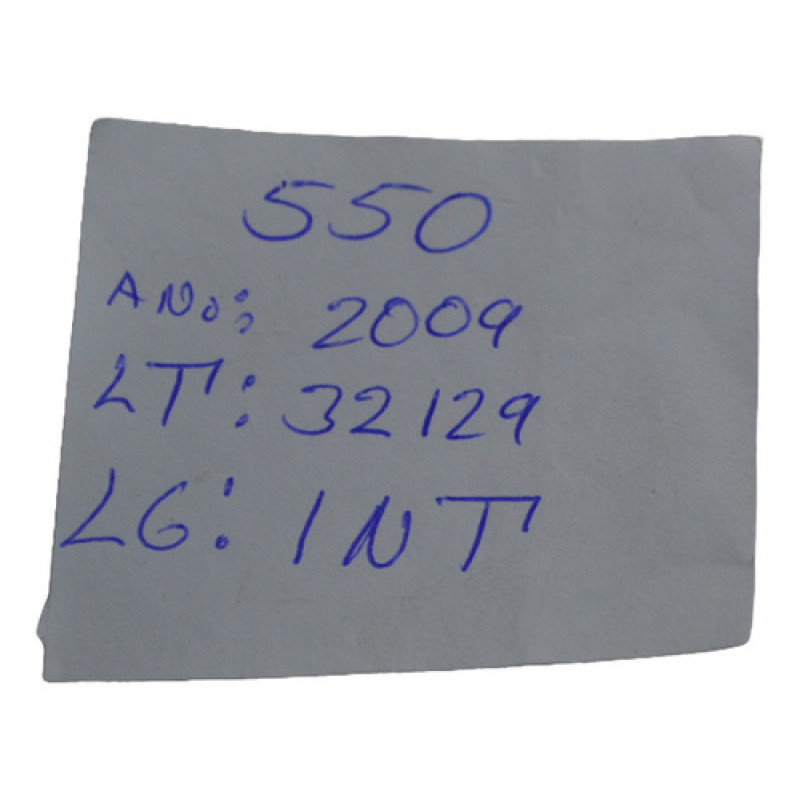 550
ANO: 2009
LT: 32129
LG: INT